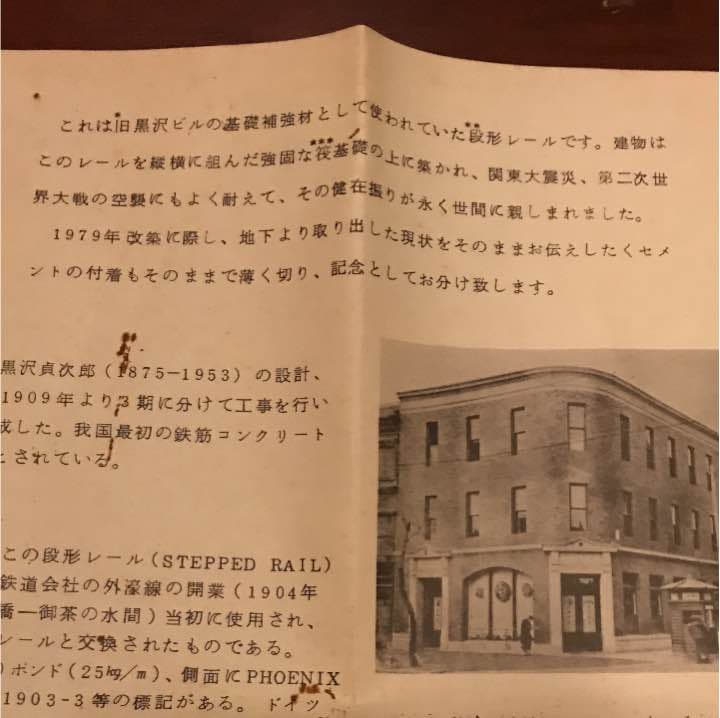 これは旧黒沢ビルの基礎補強材として使われていた段形レールです。建物は
このレールを縦横に組んだ強固な筏基礎の上に築かれ、関東大震災、第二次世
界大戦の空襲にもよく耐えて、その健在振りが永く世間に親しまれました。
1979年改築に際し、地下より取り出した現状をそのままお伝えしたくセメ
ントの付着もそのままで薄く切り、記念としてお分け致します。
黒沢貞次郎(1875-1953)の設計、
1909年より3期に分けて工事を行い
成した。我国最初の鉄筋コンクリート
とされている。
この段形レール(STEPPED RAIL)
鉄道会社の外濠線の開業(1904年
橋―御茶の水間)当初に使用され、
レールと交換されたものである。
)ポンド(25㎏/m)、側面にPHOENIX
1903-3等の標記がある。ドイツ